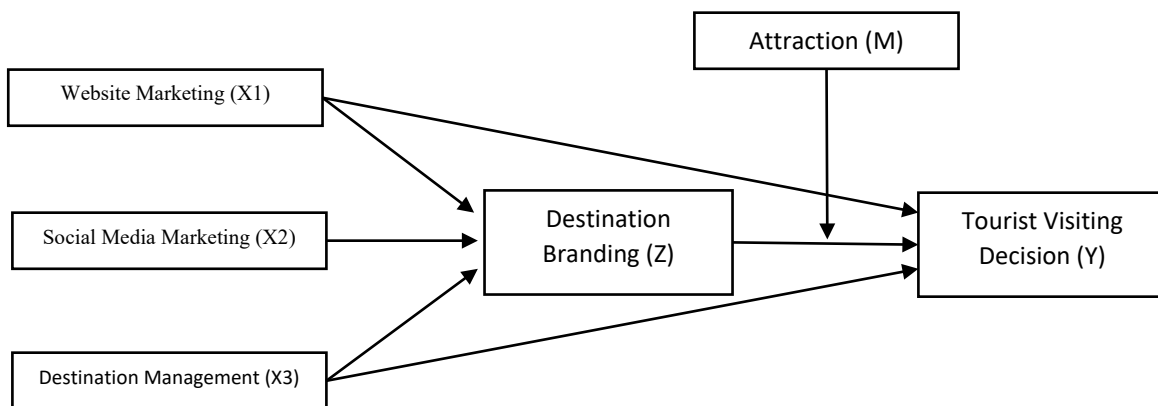 Attraction (M)
Website Marketing (X1)
Social Media Marketing (X2)
Destination
Branding (Z)
Tourist Visiting
Decision (Y)
Destination Management (X3)